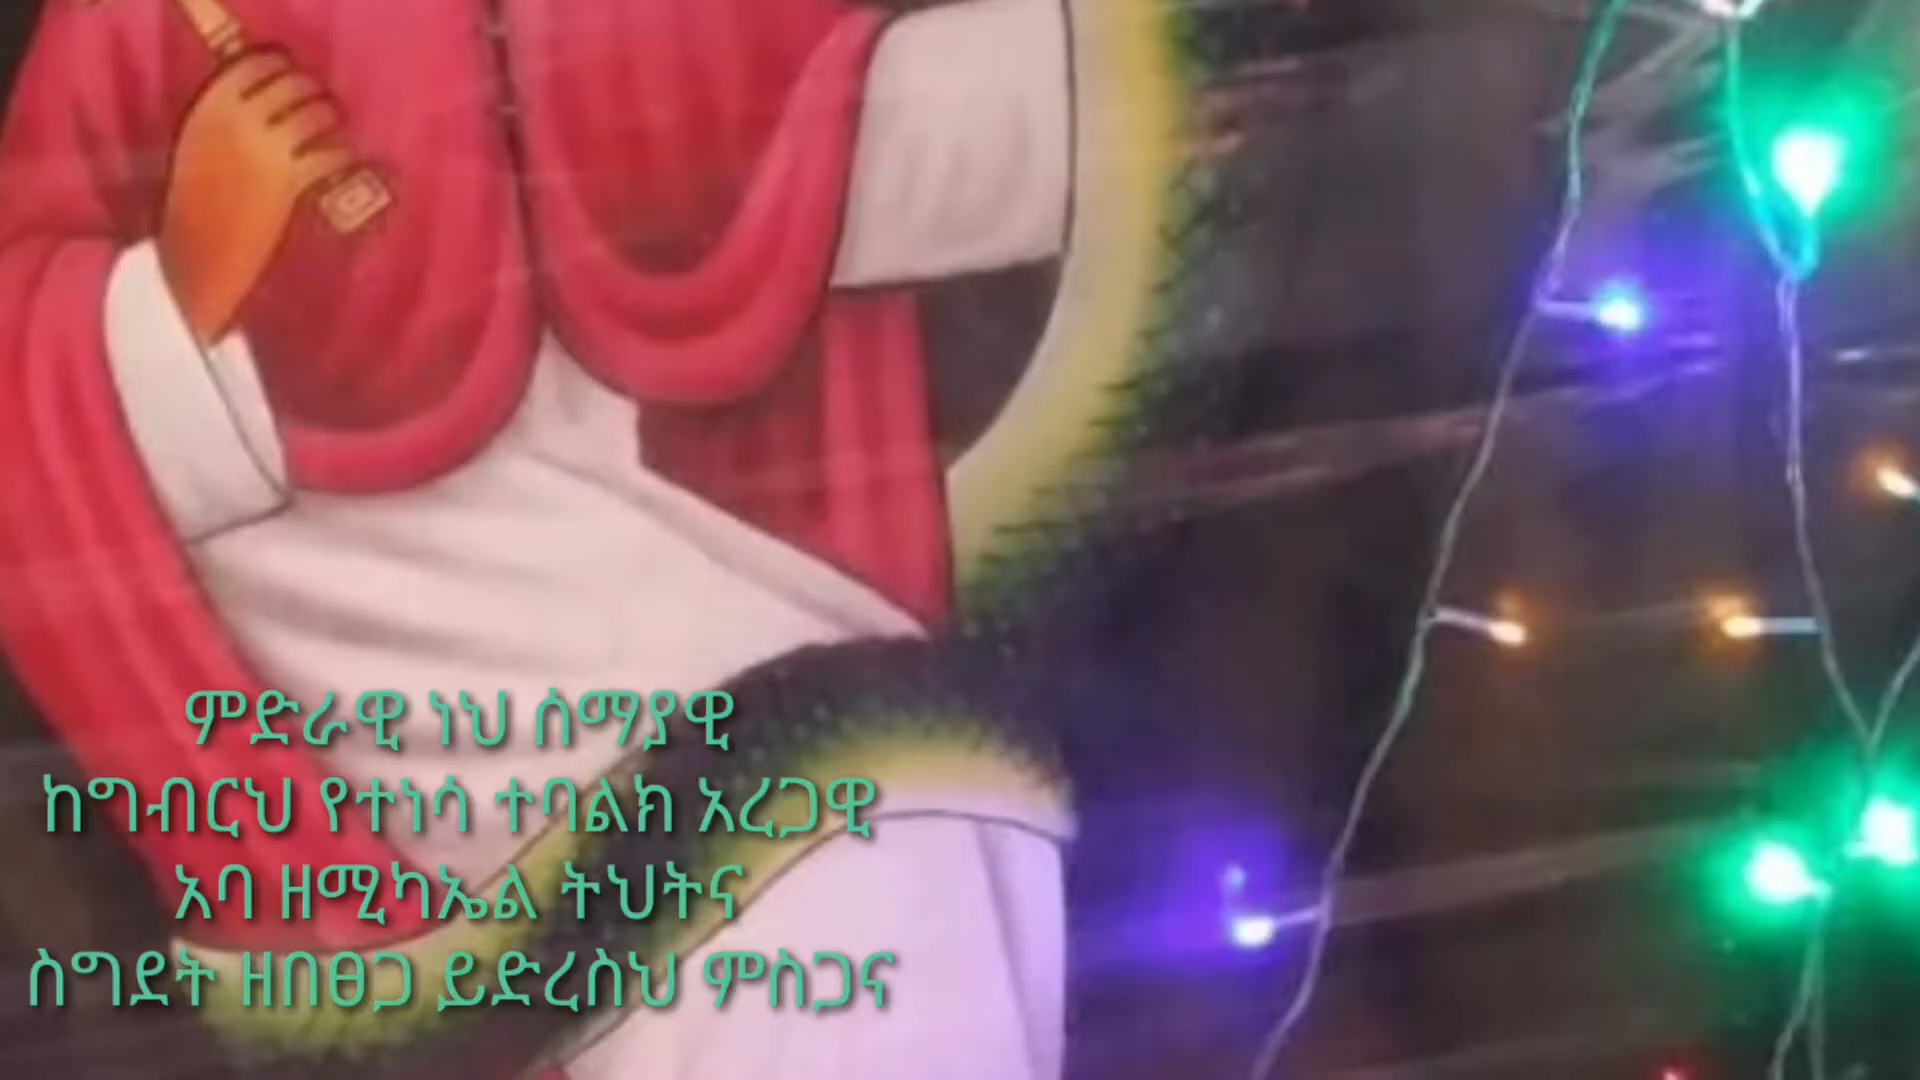 ምድራዊ ነህ ሰማያዊ
ከግብርህ የተነሳ ተባልክ አረጋዊ
አባ ዘሚካኤል ትህትና
ስግደት ዘበፀጋ ይድረስህ ምስጋና